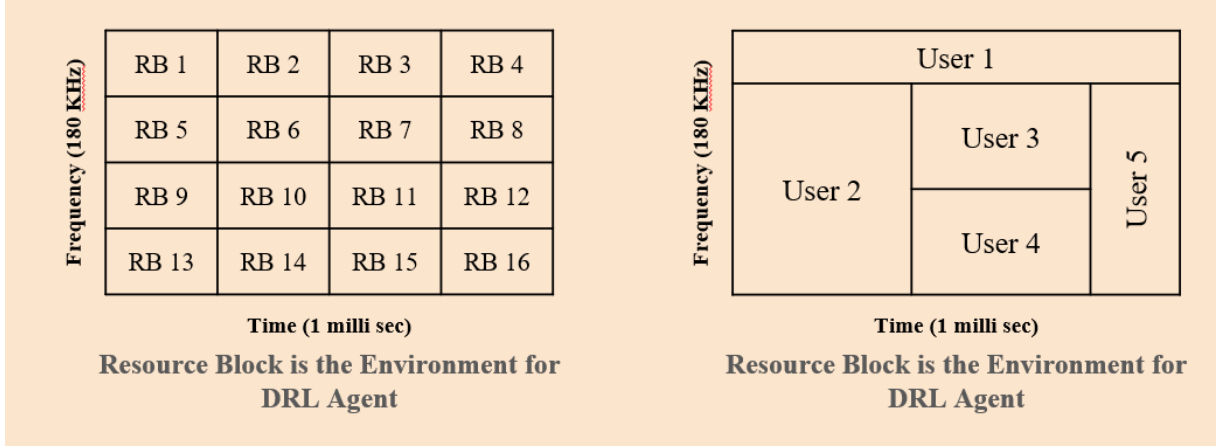 Frequency (180 KHz)
RB 1 RB 2 RB 3 RB 4
RB 5 RB 6 RB 7 RB 8
RB 9 RB 10 RB 11 RB 12
RB 13 RB 14 RB 15 RB 16
Time (1 milli sec)
Resource Block is the Environment for
DRL Agent
Frequency (180 KHz)
User 1
User 2
User 3
User 4
User 5
Time (1 milli sec)
Resource Block is the Environment for
DRL Agent